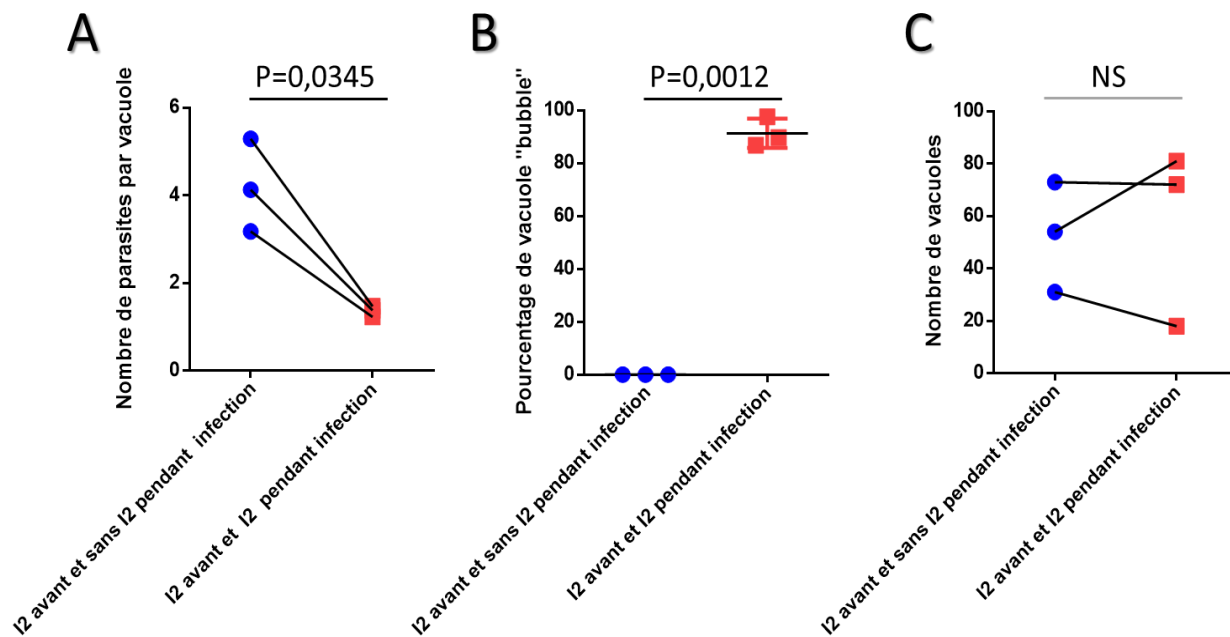 A
P=0,0345
Nombre de parasites par vacuole
6
4
2
0
I2 avant et sans I2 pendant  infection
I2 avant et I2  pendant infection
B
P=0,0012
Pourcentage de vacuole "bubble"
100
80
60
40
20
0
I2 avant et sans I2 pendant infection
I2 avant et I2 pendant infection
C
NS
Nombre de vacuoles
100
80
60
40
20
0
I2 avant et sans I2 pendant infection
I2 avant et I2 pendant infection